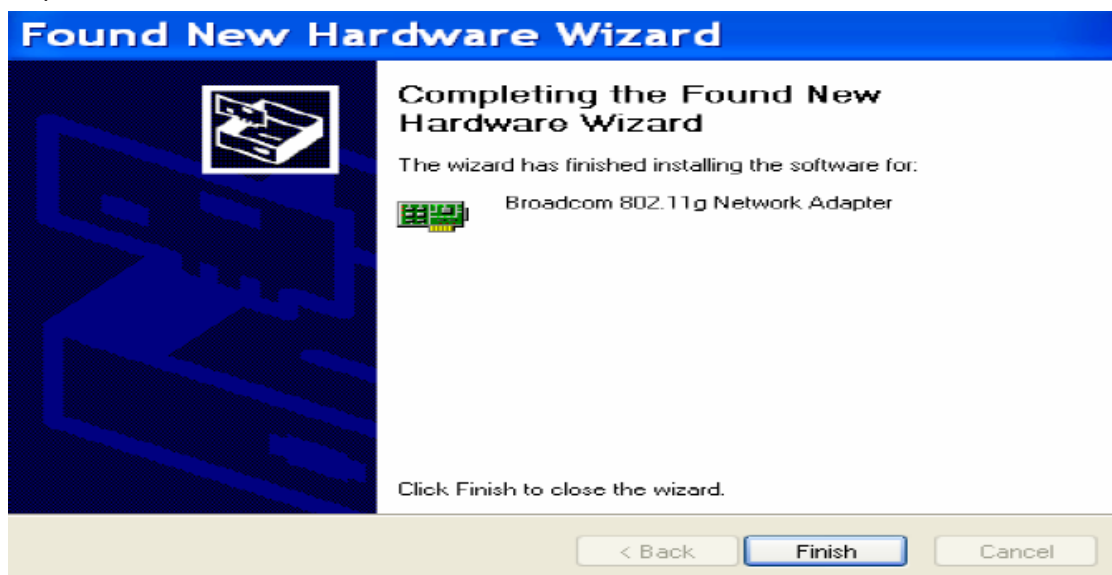 Found New Hardware Wizard
Completing the Found New
Hardware Wizard
The wizard has finished installing the software for:
Broadcom 802.11g Network Adapter
Click Finish to close the wizard.
< Back
Finish
Cancel